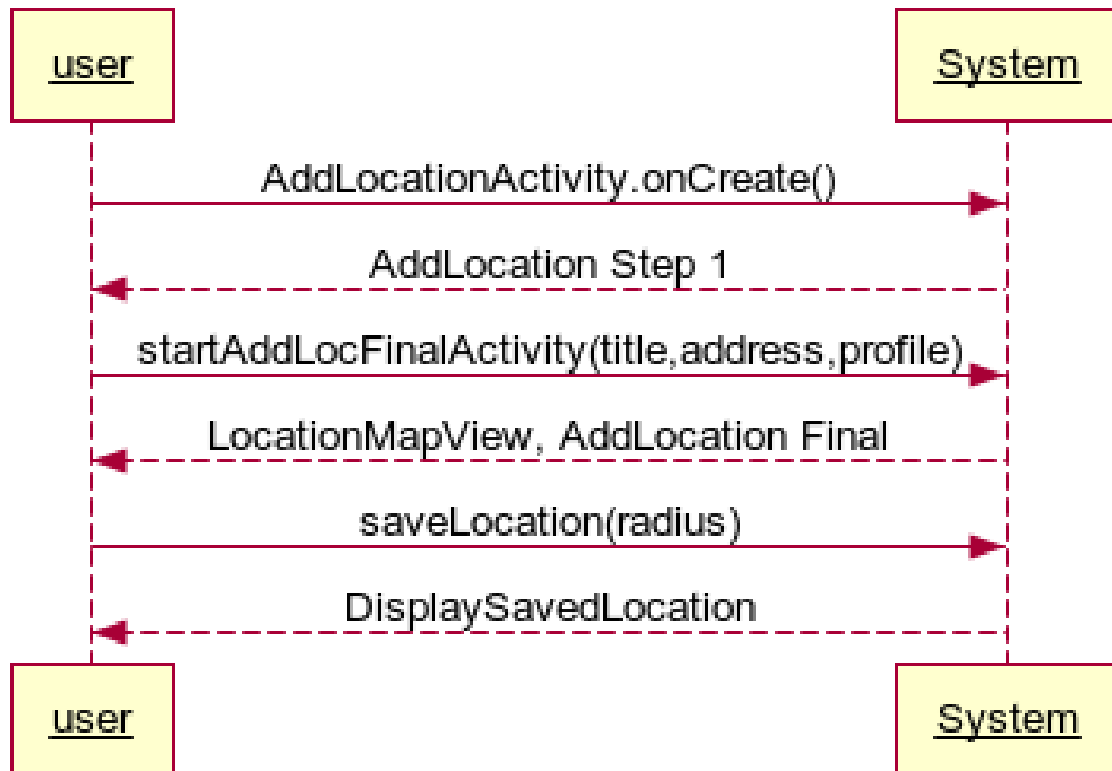 user
System
AddLocationActivity.onCreate()
AddLocation Step 1
startAddLocFinalActivity(title,address,profile)
LocationMapView, AddLocation Final
saveLocation(radius)
DisplaySavedLocation
user
System